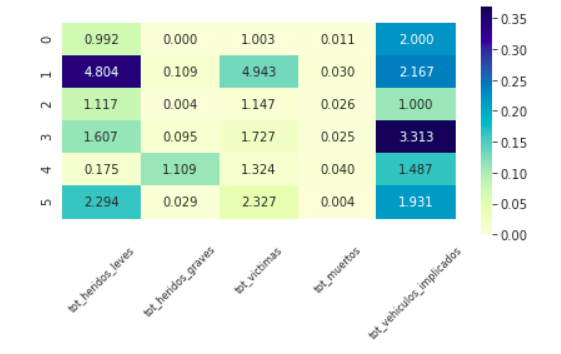 0 0.992 0.000 1.003 0.011 2.000
1 4.804 0.109 4.943 0.030 2.167
2 1.117 0.004 1.147 0.026 1.000
3 1.607 0.095 1.727 0.025 3.313
4 0.175 1.109 1.324 0.040 1.487
5 2.294 0.029 2.327 0.004 1.931
tot_heridos_leves
tot_heridos_graves
tot_victimas
tot_muertos
tot_vehiculos_implicados
0.35
0.30
0.25
0.20
0.15
0.10
0.05
0.00